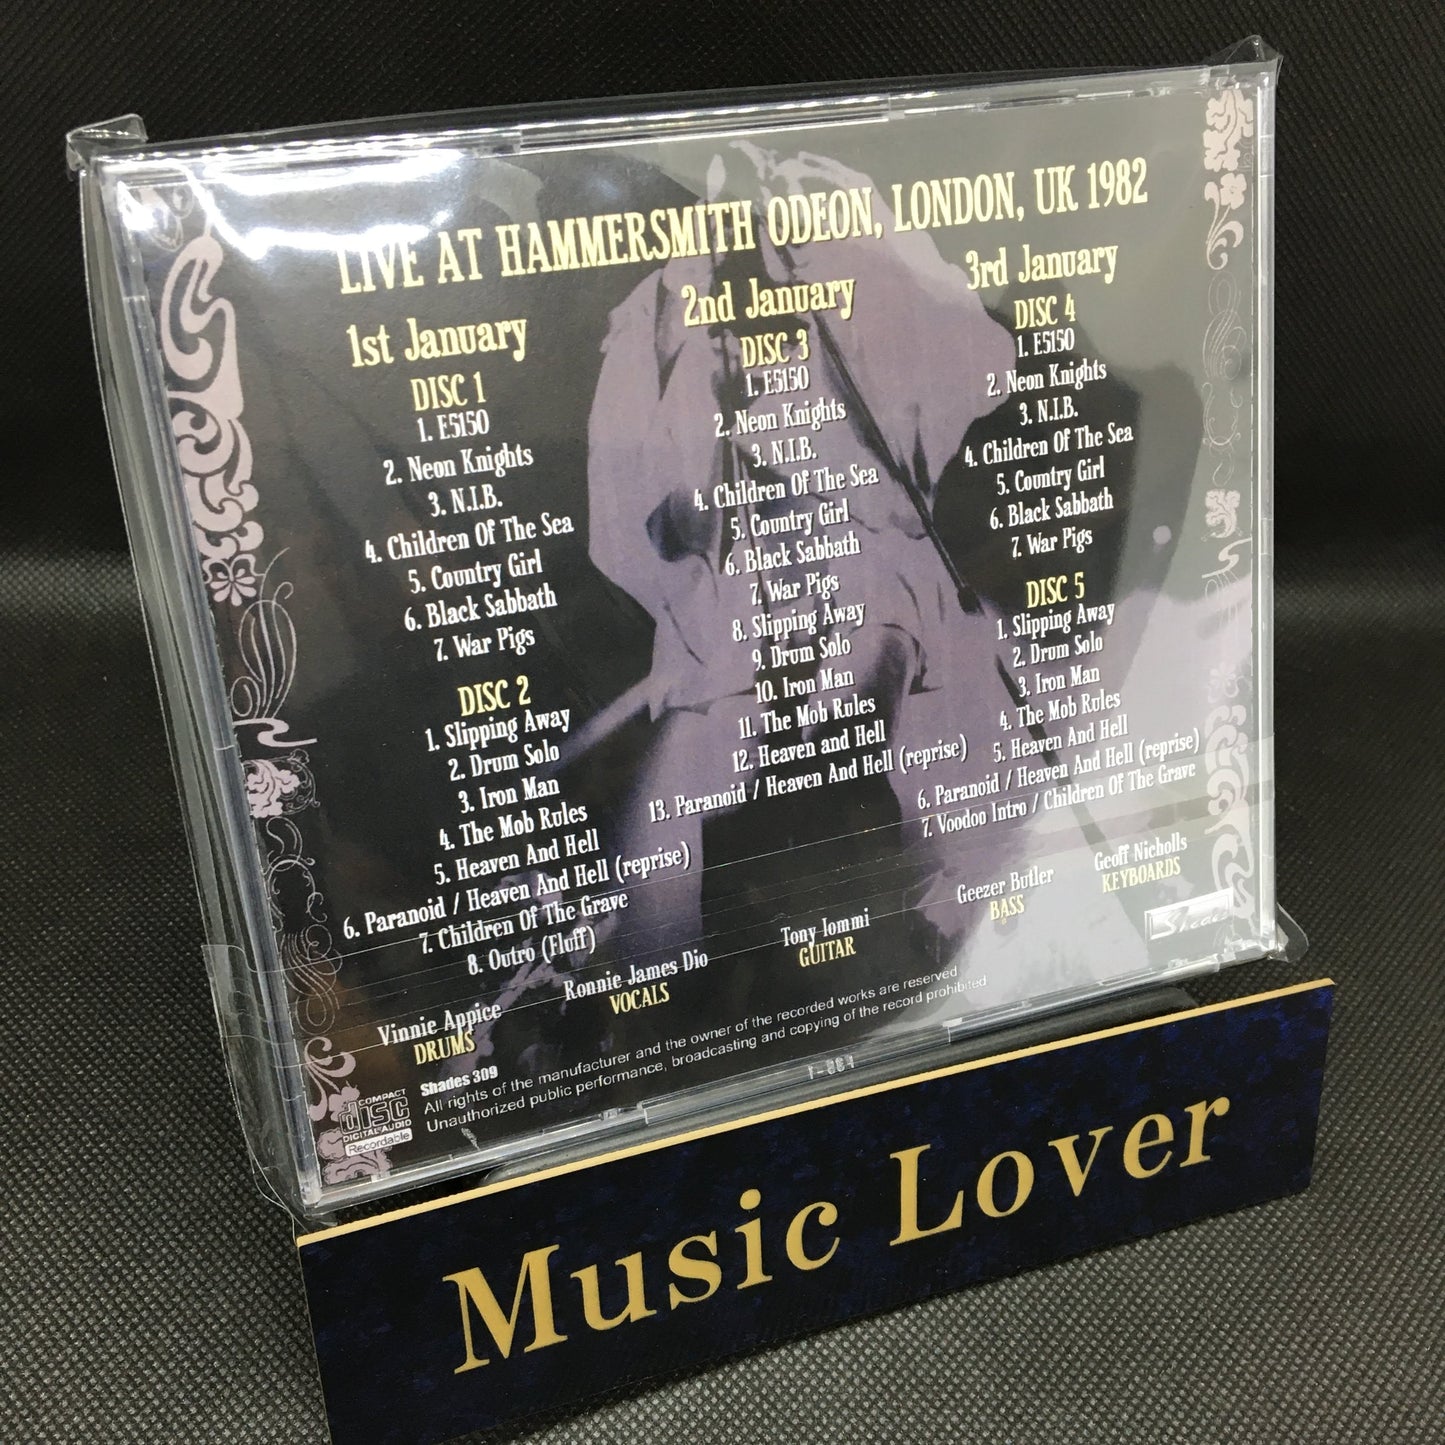 LIVE AT HAMMERSMITH ODEON, LONDON, UK 1982
1st January
DISC 1
1. E5150
2. Neon Knights
3. N.I.B.
4. Children Of The Sea
5. Country Girl
6. Black Sabbath
7. War Pigs
DISC 2
1. Slipping Away
2. Drum Solo
3. Iron Man
4. The Mob Rules
5. Heaven And Hell
6. Paranoid / Heaven And Hell (reprise)
7. Children Of The Grave
8. Outro (Fluff)
2nd January
DISC 3
1. E5150
2. Neon Knights
3. N.I.B.
4. Children Of The Sea
5. Country Girl
6. Black Sabbath
7. War Pigs
8. Slipping Away
9. Drum Solo
10. Iron Man
11. The Mob Rules
12. Heaven and Hell
13. Paranoid / Heaven And Hell (reprise)
3rd January
DISC 4
1. E5150
2. Neon Knights
3. N.I.B.
4. Children Of The Sea
5. Country Girl
6. Black Sabbath
7. War Pigs
DISC 5
1. Slipping Away
2. Drum Solo
3. Iron Man
4. The Mob Rules
5. Heaven And Hell
6. Paranoid / Heaven And Hell (reprise)
7. Voodoo Intro / Children Of The Grave
Vinnie Appice
DRUMS
Ronnie James Dio
VOCALS
Tony Iommi
GUITAR
Geezer Butler
BASS
Geoff Nicholls
KEYBOARDS
COMPACT
disc
DIGITAL AUDIO
Recordable
Shades 309
All rights of the manufacturer and the owner of the recorded works are reserved
Unauthorized public performance, broadcasting and copying of the record prohibited
Music Lover